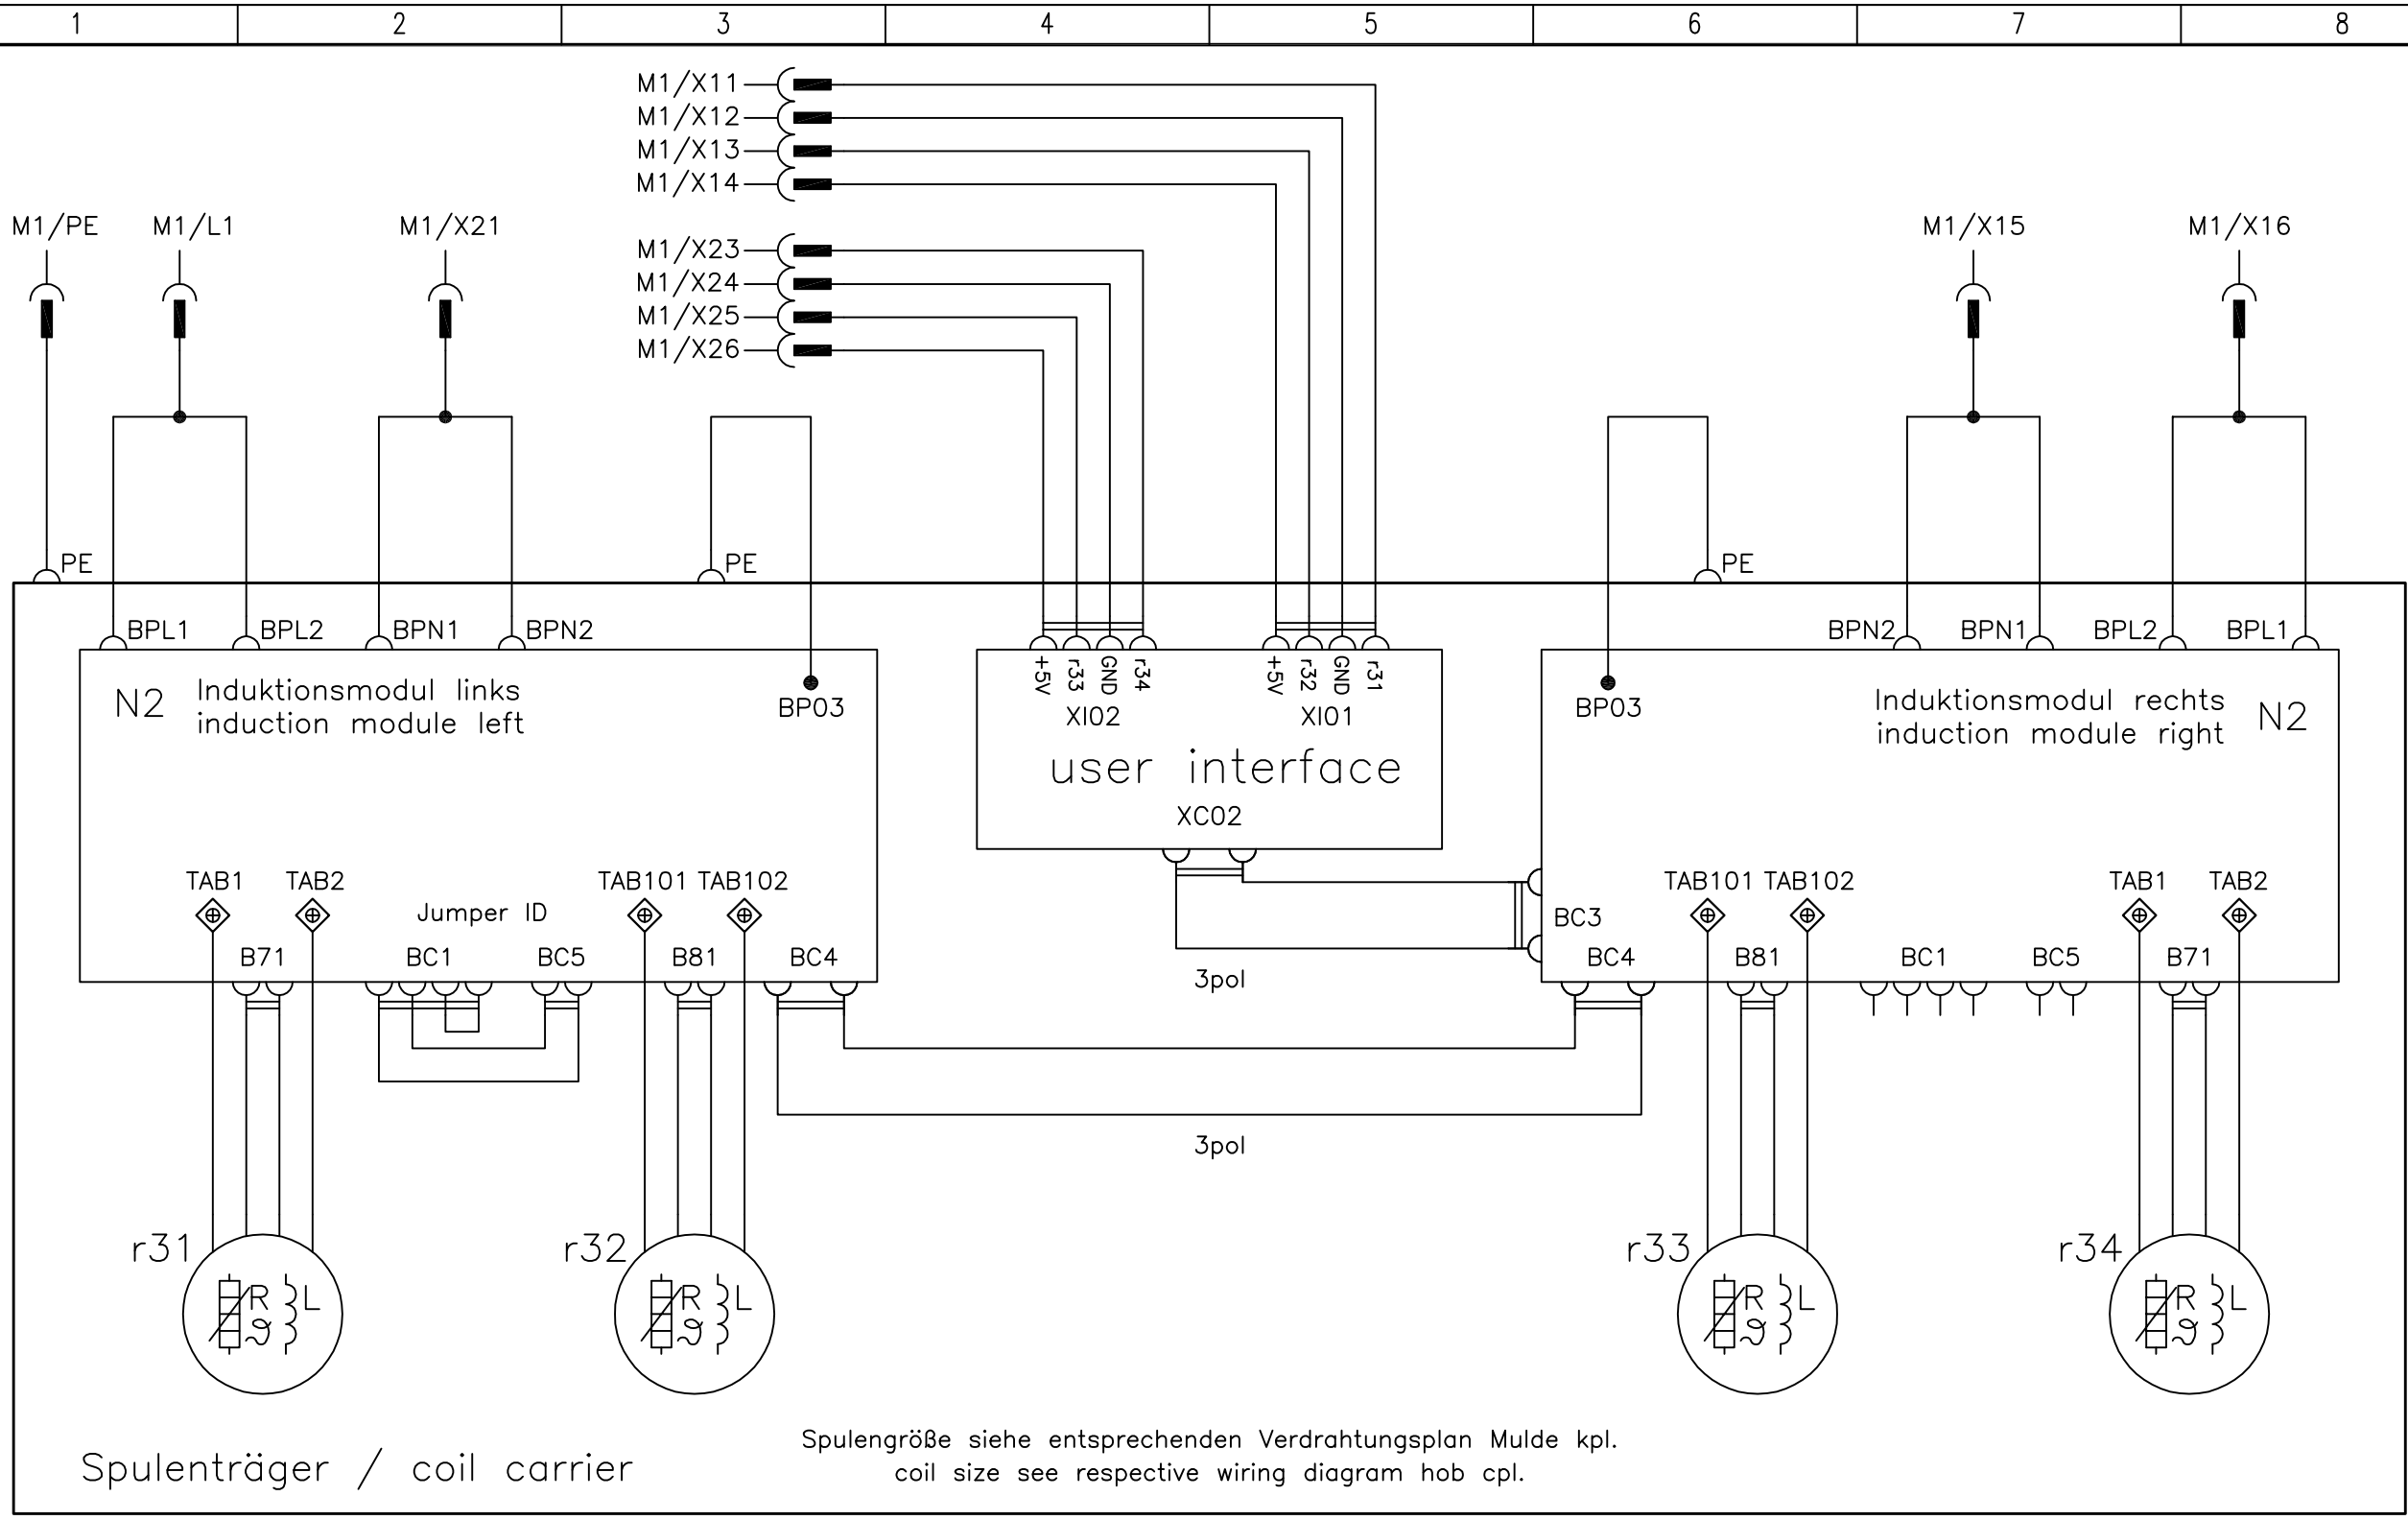 1 2 3 4 5 6 7 8
M1/X11
M1/X12
M1/X13
M1/X14
M1/PE M1/L1 M1/X21 M1/X15 M1/X16
M1/X23
M1/X24
M1/X25
M1/X26
PE PE PE
BPL1 BPL2 BPN1 BPN2 BPN2 BPN1 BPL2 BPL1
N2
Induktionsmodul links
induction module left
BP03
+5V r33 GND r34 +5V r32 GND r31
XI02 XI01
user interface
XC02
BP03
Induktionsmodul rechts
induction module right
N2
TAB1 TAB2 TAB101 TAB102 TAB101 TAB102 TAB1 TAB2
Jumper ID
BC3
B71 BC1 BC5 B81 BC4 BC4 B81 BC1 BC5 B71
3pol
3pol
r31 r32 r33 r34
R L R L R L R L
ϑ ϑ ϑ ϑ
Spulengröße siehe entsprechenden Verdrahtungsplan Mulde kpl.
Spulenträger / coil carrier
coil size see respective wiring diagram hob cpl.